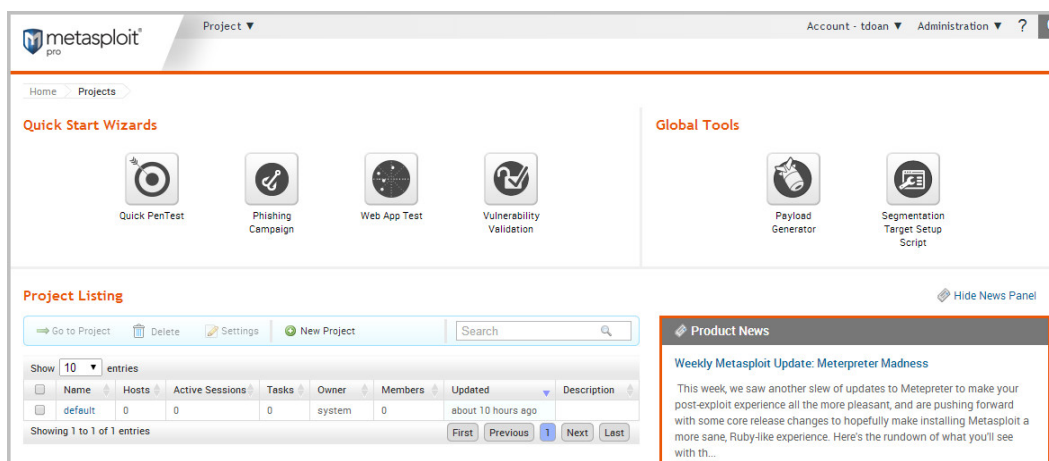 metasploit®
pro
Project ▼
Account - tdoan ▼ Administration ▼ ?
Home Projects
Quick Start Wizards
Global Tools
Quick PenTest
Phishing
Campaign
Web App Test
Vulnerability
Validation
Payload
Generator
Segmentation
Target Setup
Script
Project Listing
Hide News Panel
Go to Project Delete Settings New Project Search
Show 10 ▼ entries
Name Hosts Active Sessions Tasks Owner Members Updated Description
default 0 0 0 system 0 about 10 hours ago
Showing 1 to 1 of 1 entries
First Previous 1 Next Last
Product News
Weekly Metasploit Update: Meterpreter Madness
This week, we saw another slew of updates to Metepreter to make your
post-exploit experience all the more pleasant, and are pushing forward
with some core release changes to hopefully make installing Metasploit a
more sane, Ruby-like experience. Here's the rundown of what you'll see
with th...